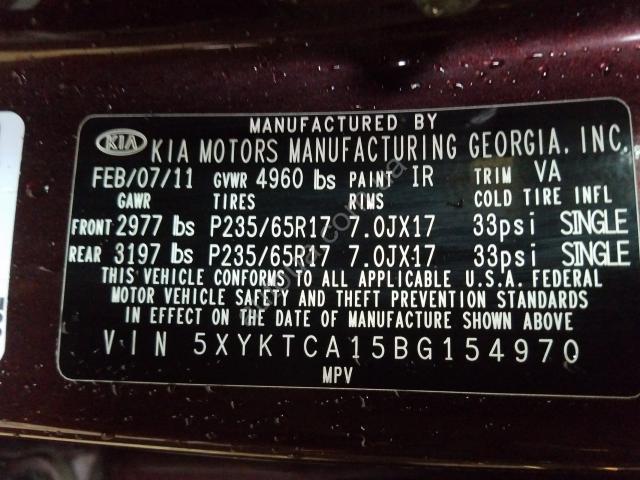 MANUFACTURED BY
KIA KIA MOTORS MANUFACTURING GEORGIA, INC.
FEB/07/11 GVWR 4960 lbs PAINT IR TRIM VA
GAWR TIRES RIMS COLD TIRE INFL
FRONT 2977 lbs P235/65R17 7.0JX17 33psi SINGLE
REAR 3197 lbs P235/65R17 7.0JX17 33psi SINGLE
THIS VEHICLE CONFORMS TO ALL APPLICABLE U.S.A. FEDERAL
MOTOR VEHICLE SAFETY AND THEFT PREVENTION STANDARDS
IN EFFECT ON THE DATE OF MANUFACTURE SHOWN ABOVE
VIN 5XYKTCA15BG154970
MPV